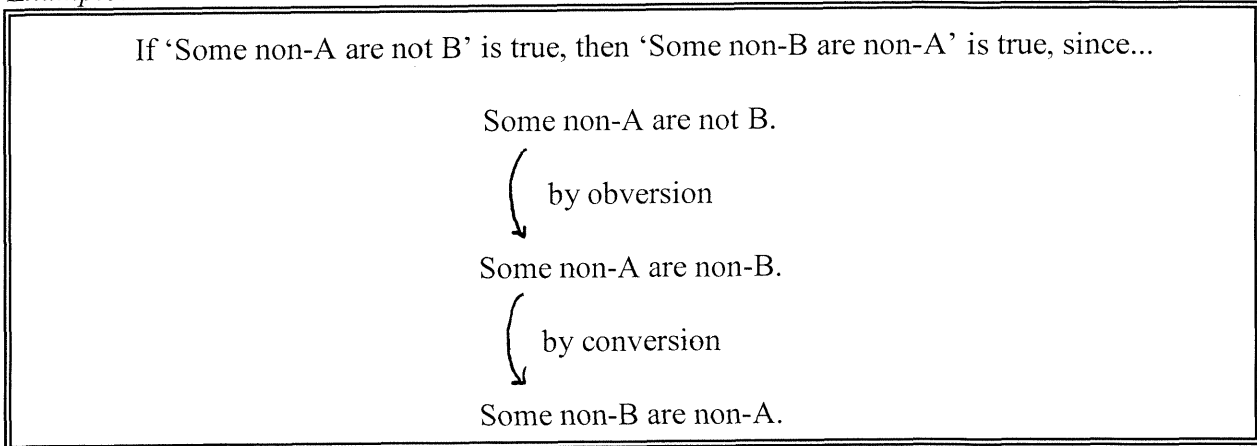 If ‘Some non-A are not B’ is true, then ‘Some non-B are non-A’ is true, since...
Some non-A are not B.
by obversion
Some non-A are non-B.
by conversion
Some non-B are non-A.